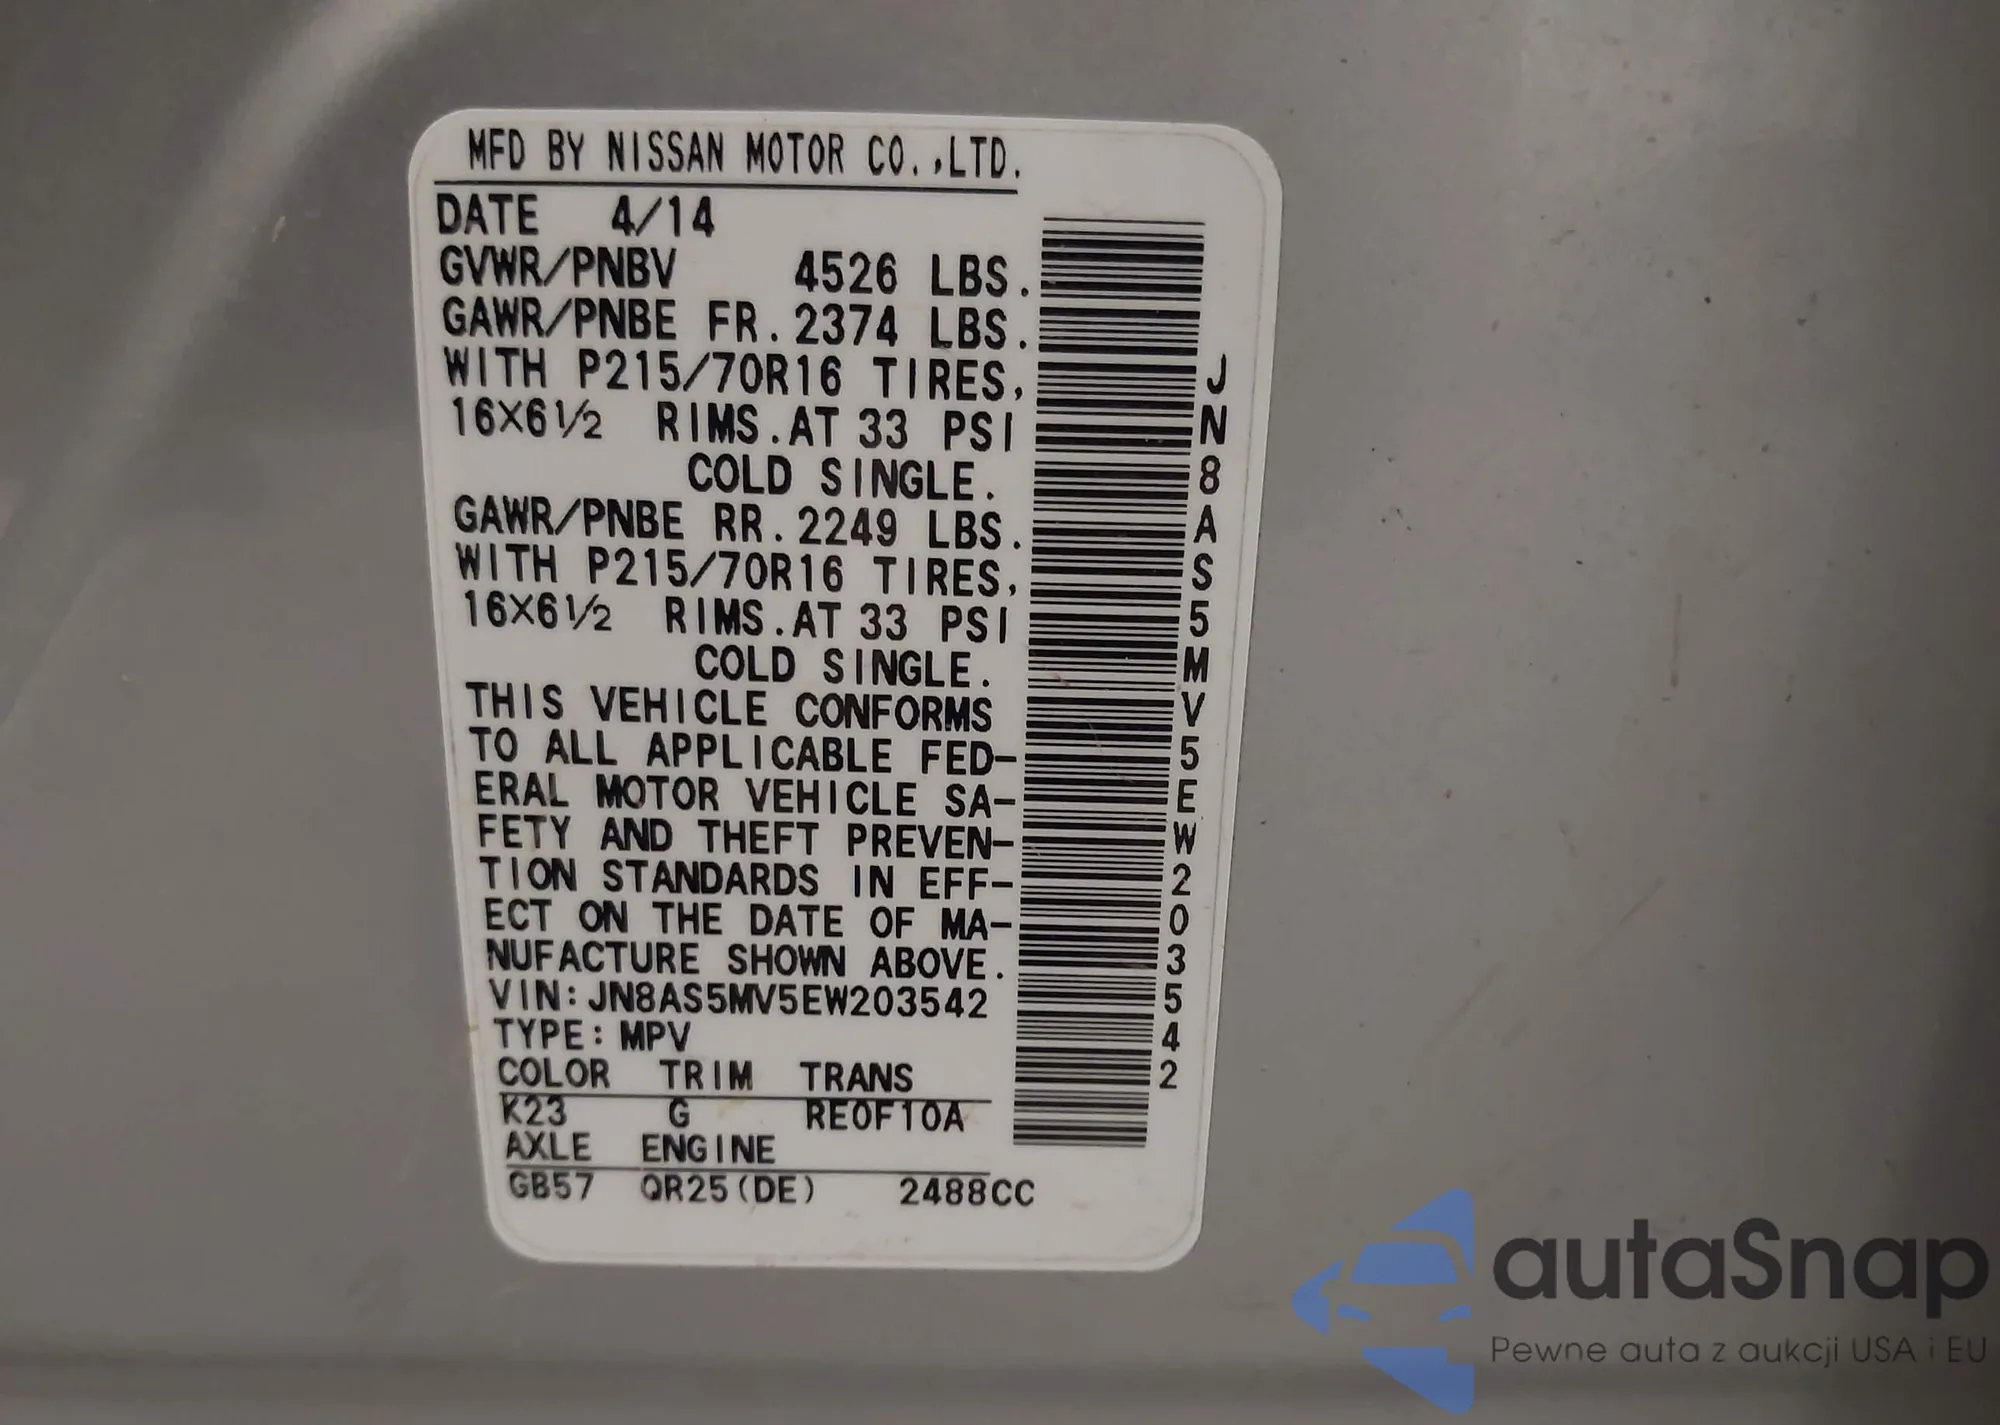 MFD BY NISSAN MOTOR CO.,LTD.
DATE 4/14
GVWR/PNBV 4526 LBS.
GAWR/PNBE FR.2374 LBS.
WITH P215/70R16 TIRES,
16X6½ RIMS.AT 33 PSI
COLD SINGLE.
GAWR/PNBE RR.2249 LBS.
WITH P215/70R16 TIRES,
16X6½ RIMS.AT 33 PSI
COLD SINGLE.
THIS VEHICLE CONFORMS
TO ALL APPLICABLE FED-
ERAL MOTOR VEHICLE SA-
FETY AND THEFT PREVEN-
TION STANDARDS IN EFF-
ECT ON THE DATE OF MA-
NUFACTURE SHOWN ABOVE.
VIN:JN8AS5MV5EW203542
TYPE:MPV
COLOR TRIM TRANS
K23 G RE0F10A
AXLE ENGINE
GB57 QR25(DE) 2488CC
JN8AS5MV5EW203542
autaSnap
Pewne auta z aukcji USA i EU